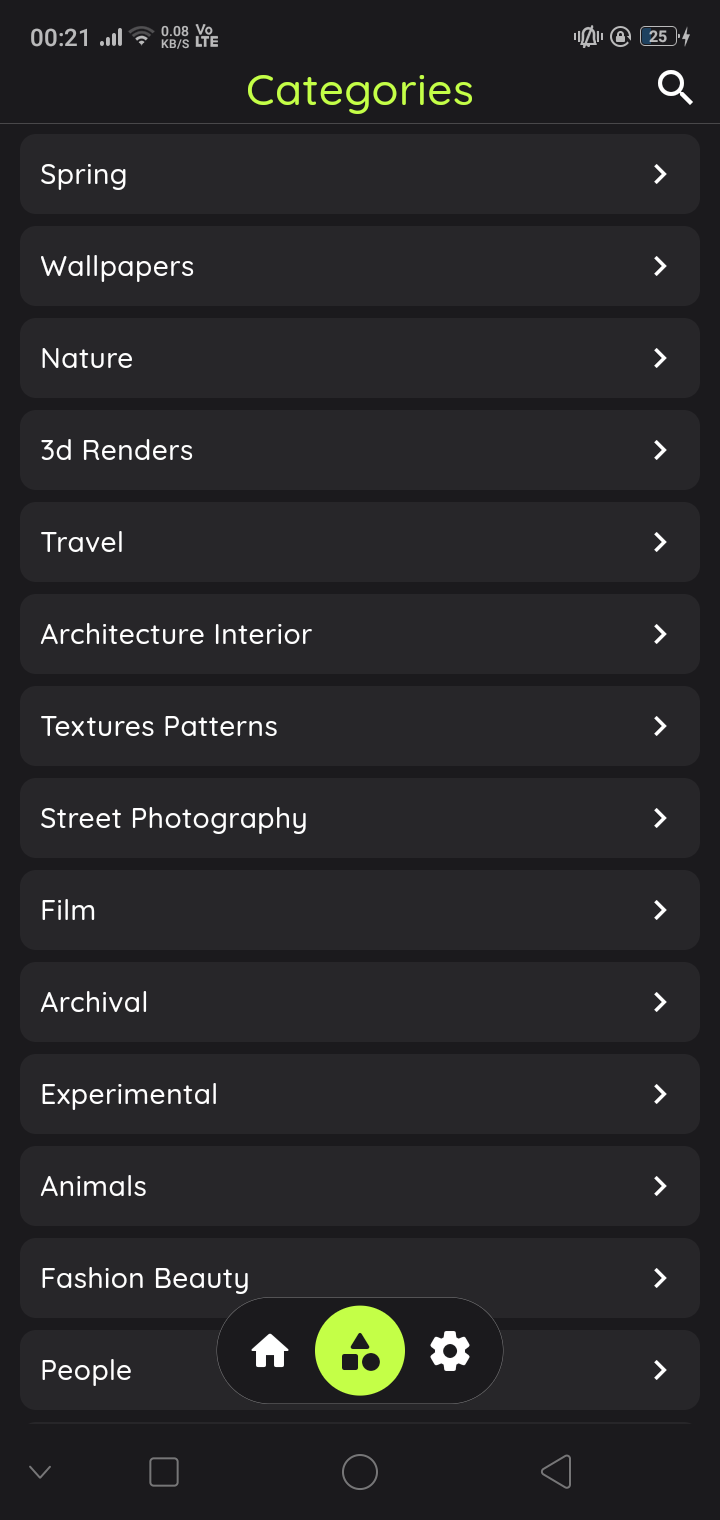 00:21 0.08 KB/S Vo LTE 25
Categories
Spring
Wallpapers
Nature
3d Renders
Travel
Architecture Interior
Textures Patterns
Street Photography
Film
Archival
Experimental
Animals
Fashion Beauty
People